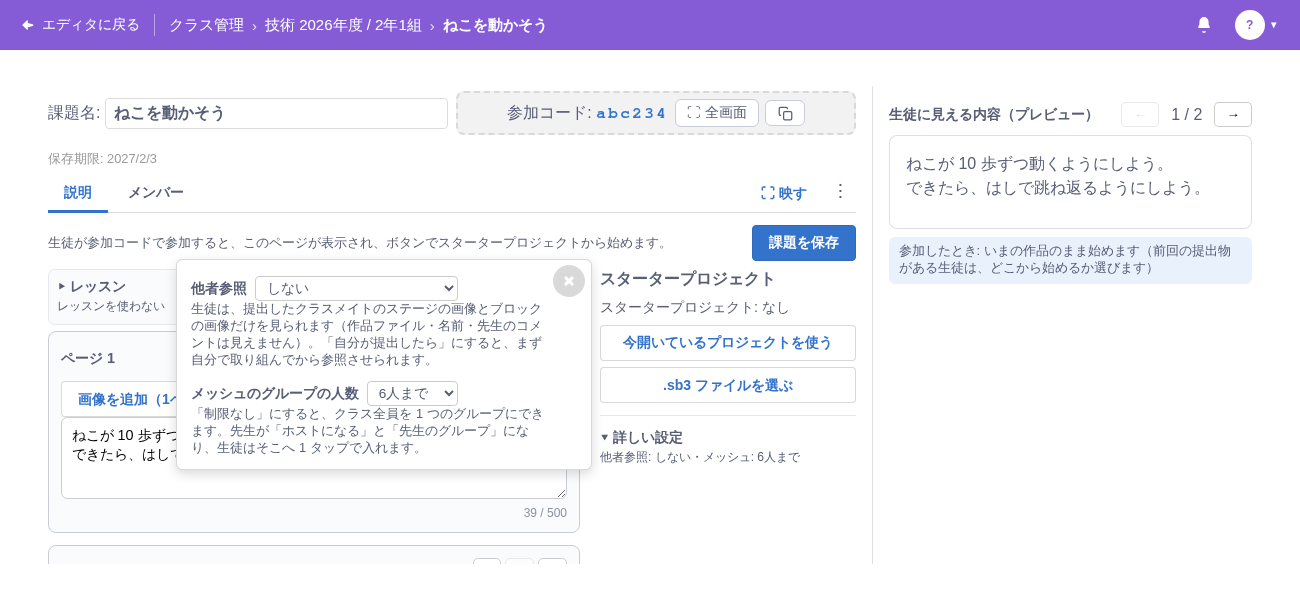 エディタに戻る
クラス管理 › 技術 2026年度 / 2年1組 › ねこを動かそう
?
課題名: ねこを動かそう
参加コード: abc234 全画面
保存期限: 2027/2/3
説明 メンバー 映す
生徒が参加コードで参加すると、このページが表示され、ボタンでスタータープロジェクトから始めます。
課題を保存
レッスン
レッスンを使わない
ページ 1
画像を追加（1ペ
ねこが 10 歩ずつ
できたら、はしで
39 / 500
他者参照 しない
生徒は、提出したクラスメイトのステージの画像とブロック
の画像だけを見られます（作品ファイル・名前・先生のコメ
ントは見えません）。「自分が提出したら」にすると、まず
自分で取り組んでから参照させられます。
メッシュのグループの人数 6人まで
「制限なし」にすると、クラス全員を 1 つのグループにでき
ます。先生が「ホストになる」と「先生のグループ」にな
り、生徒はそこへ 1 タップで入れます。
スタータープロジェクト
スタータープロジェクト: なし
今開いているプロジェクトを使う
.sb3 ファイルを選ぶ
詳しい設定
他者参照: しない・メッシュ: 6人まで
生徒に見える内容（プレビュー） ← 1 / 2 →
ねこが 10 歩ずつ動くようにしよう。
できたら、はしで跳ね返るようにしよう。
参加したとき: いまの作品のまま始めます（前回の提出物
がある生徒は、どこから始めるか選びます）